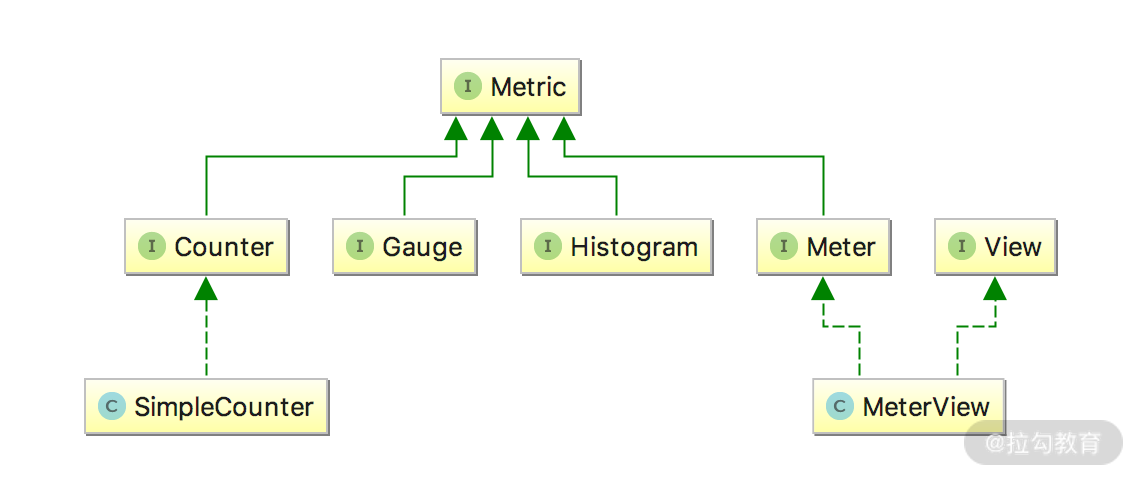 I Metric
I Counter
I Gauge
I Histogram
I Meter
I View
C SimpleCounter
C MeterView
@拉勾教育